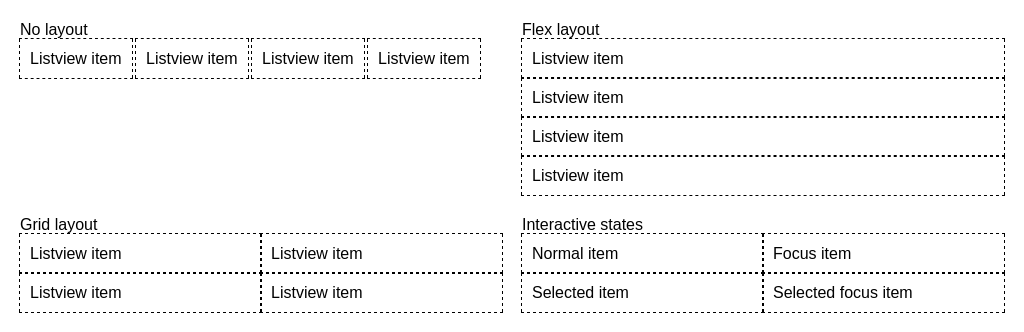 No layout
Listview item Listview item Listview item Listview item
Flex layout
Listview item
Listview item
Listview item
Listview item
Grid layout
Listview item Listview item
Listview item Listview item
Interactive states
Normal item Focus item
Selected item Selected focus item